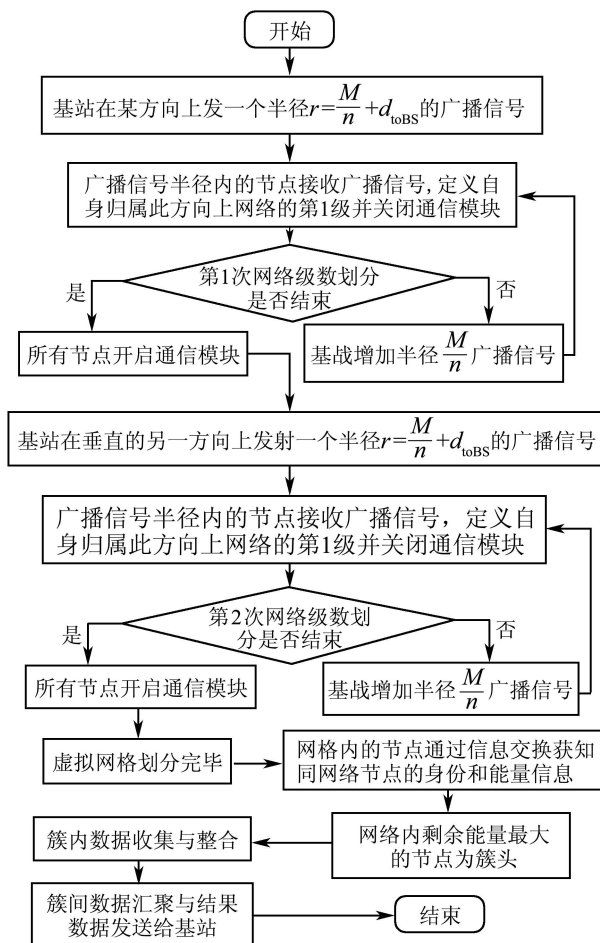 开始
基站在某方向上发一个半径r=M/n+d_toBS的广播信号
广播信号半径内的节点接收广播信号,定义自
身归属此方向上网络的第1级并关闭通信模块
第1次网络级数划分
是否结束
是
否
所有节点开启通信模块
基战增加半径M/n广播信号
基站在垂直的另一方向上发射一个半径r=M/n+d_toBS的广播信号
广播信号半径内的节点接收广播信号，定义自
身归属此方向上网络的第1级并关闭通信模块
第2次网络级数划
分是否结束
是
否
所有节点开启通信模块
基战增加半径M/n广播信号
虚拟网格划分完毕
网格内的节点通过信息交换获知
同网络节点的身份和能量信息
簇内数据收集与整合
网络内剩余能量最大
的节点为簇头
簇间数据汇聚与结果
数据发送给基站
结束